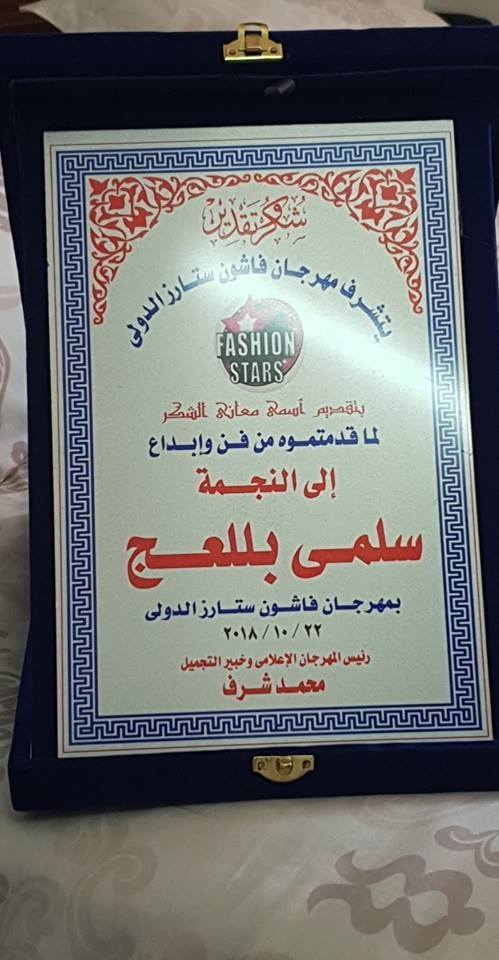 شكر وتقدير
يتشرف مهرجان فاشون ستارز الدولى
FASHION
STARS
بتقديم أسمى معانى الشكر
لما قدمتموه من فن وإبداع
إلى النجمة
سلمى بللعج
بمهرجان فاشون ستارز الدولى
٢٢ / ١٠ / ٢٠١٨
رئيس المهرجان الإعلامى وخبير التجميل
محمد شرف